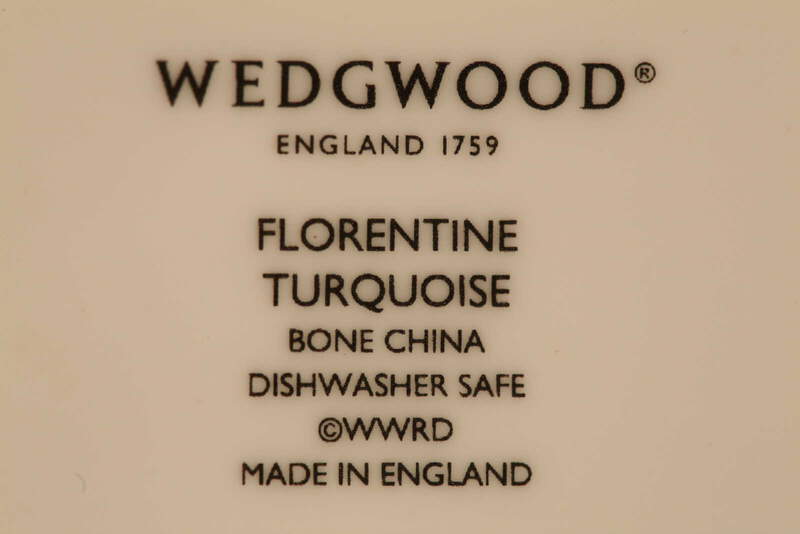 WEDGWOOD®
ENGLAND 1759
FLORENTINE
TURQUOISE
BONE CHINA
DISHWASHER SAFE
©WWRD
MADE IN ENGLAND